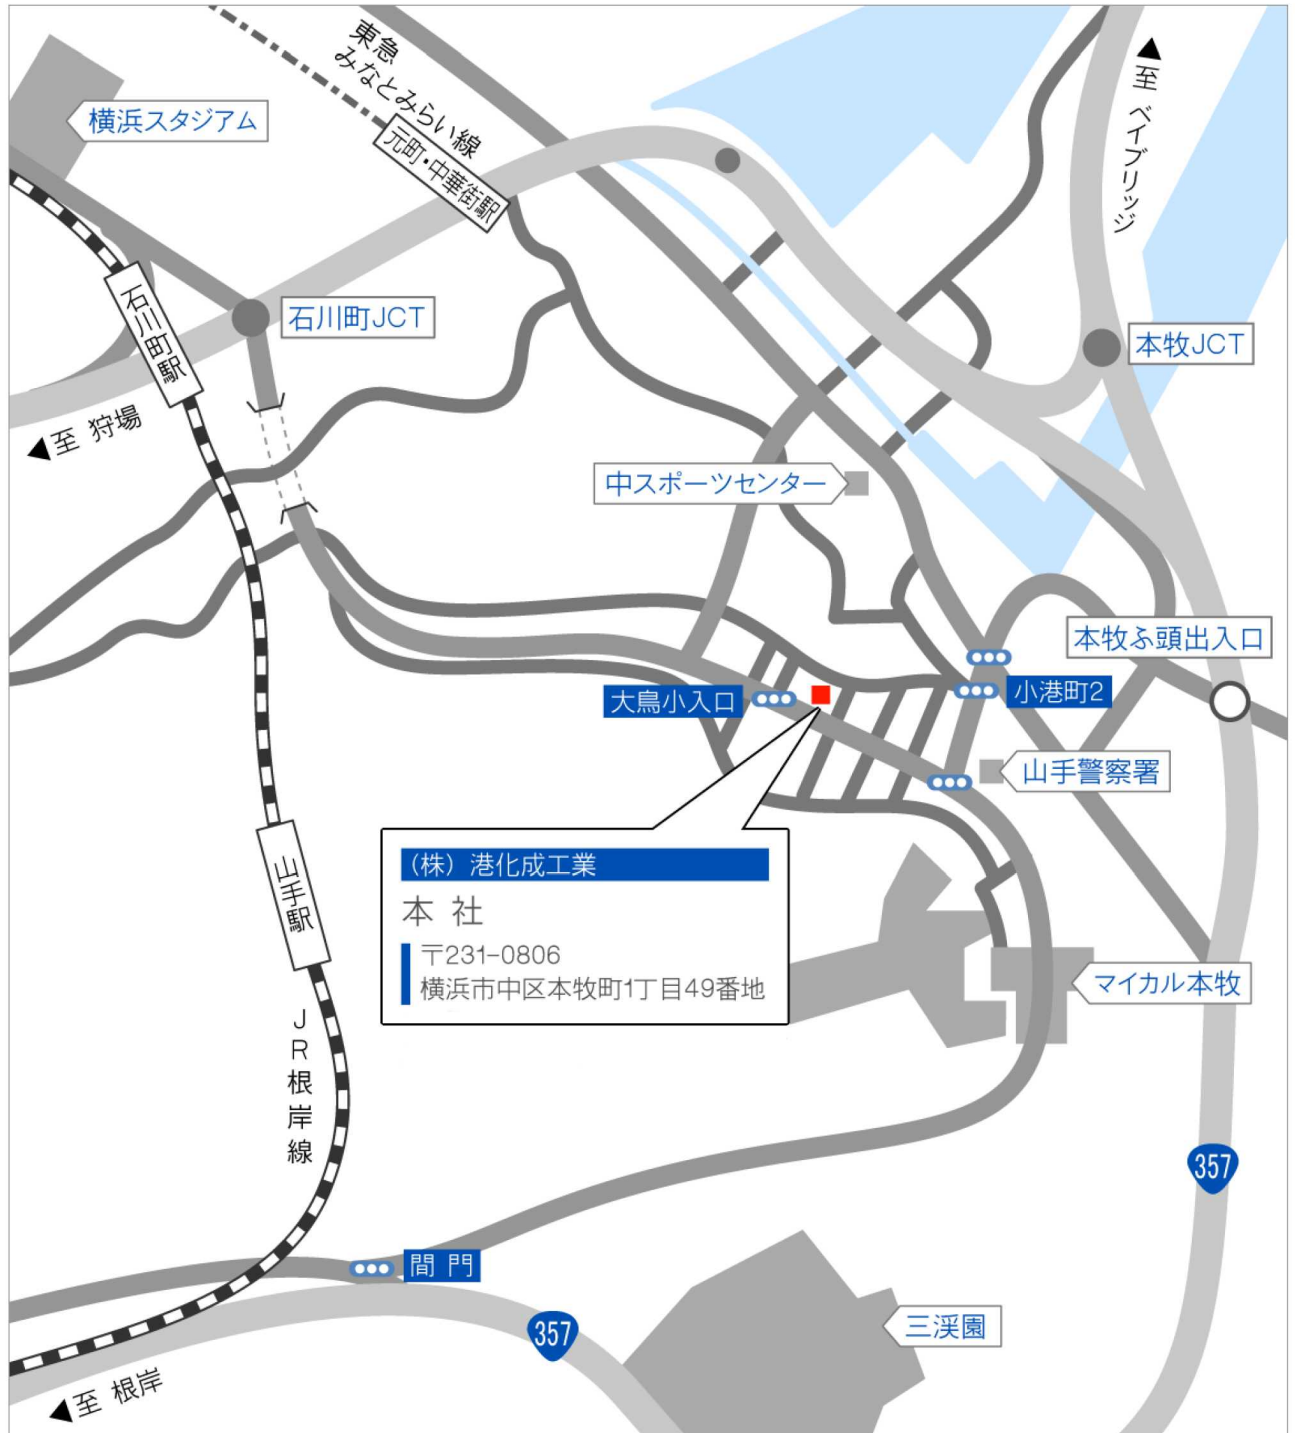 東急
みなとみらい線
元町・中華街駅
至 ベイブリッジ
横浜スタジアム
石川町駅
石川町JCT
本牧JCT
至 狩場
中スポーツセンター
本牧ふ頭出入口
大鳥小入口
小港町2
山手警察署
(株) 港化成工業
本 社
〒231-0806
横浜市中区本牧町1丁目49番地
山手駅
マイカル本牧
JR根岸線
357
間 門
357
三渓園
至 根岸